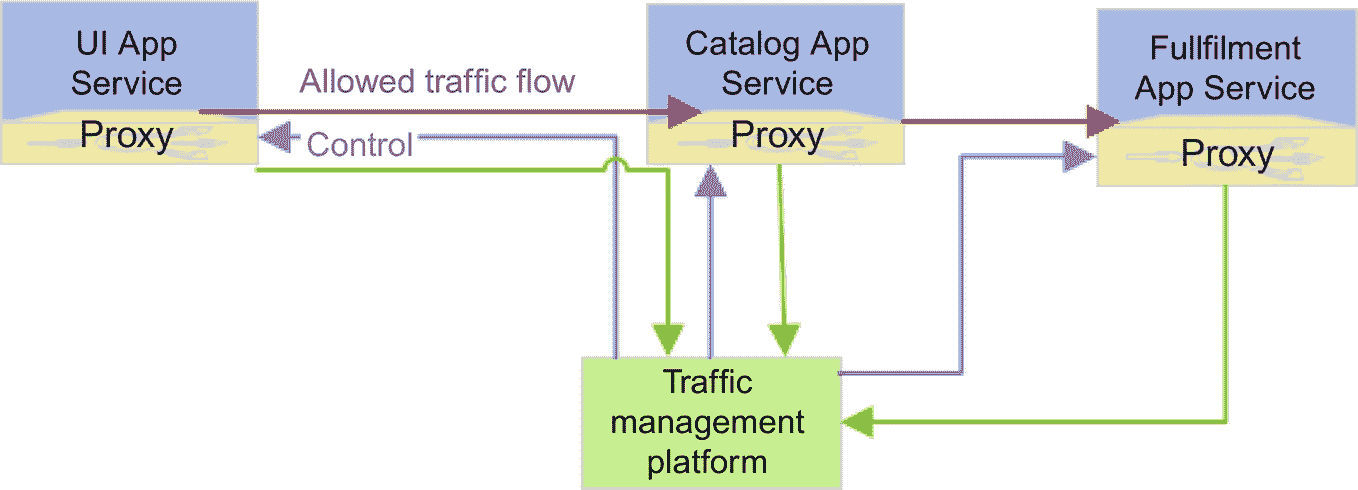 UI App
Service
Proxy
Allowed traffic flow
Control
Catalog App
Service
Proxy
Fullfilment
App Service
Proxy
Traffic
management
platform